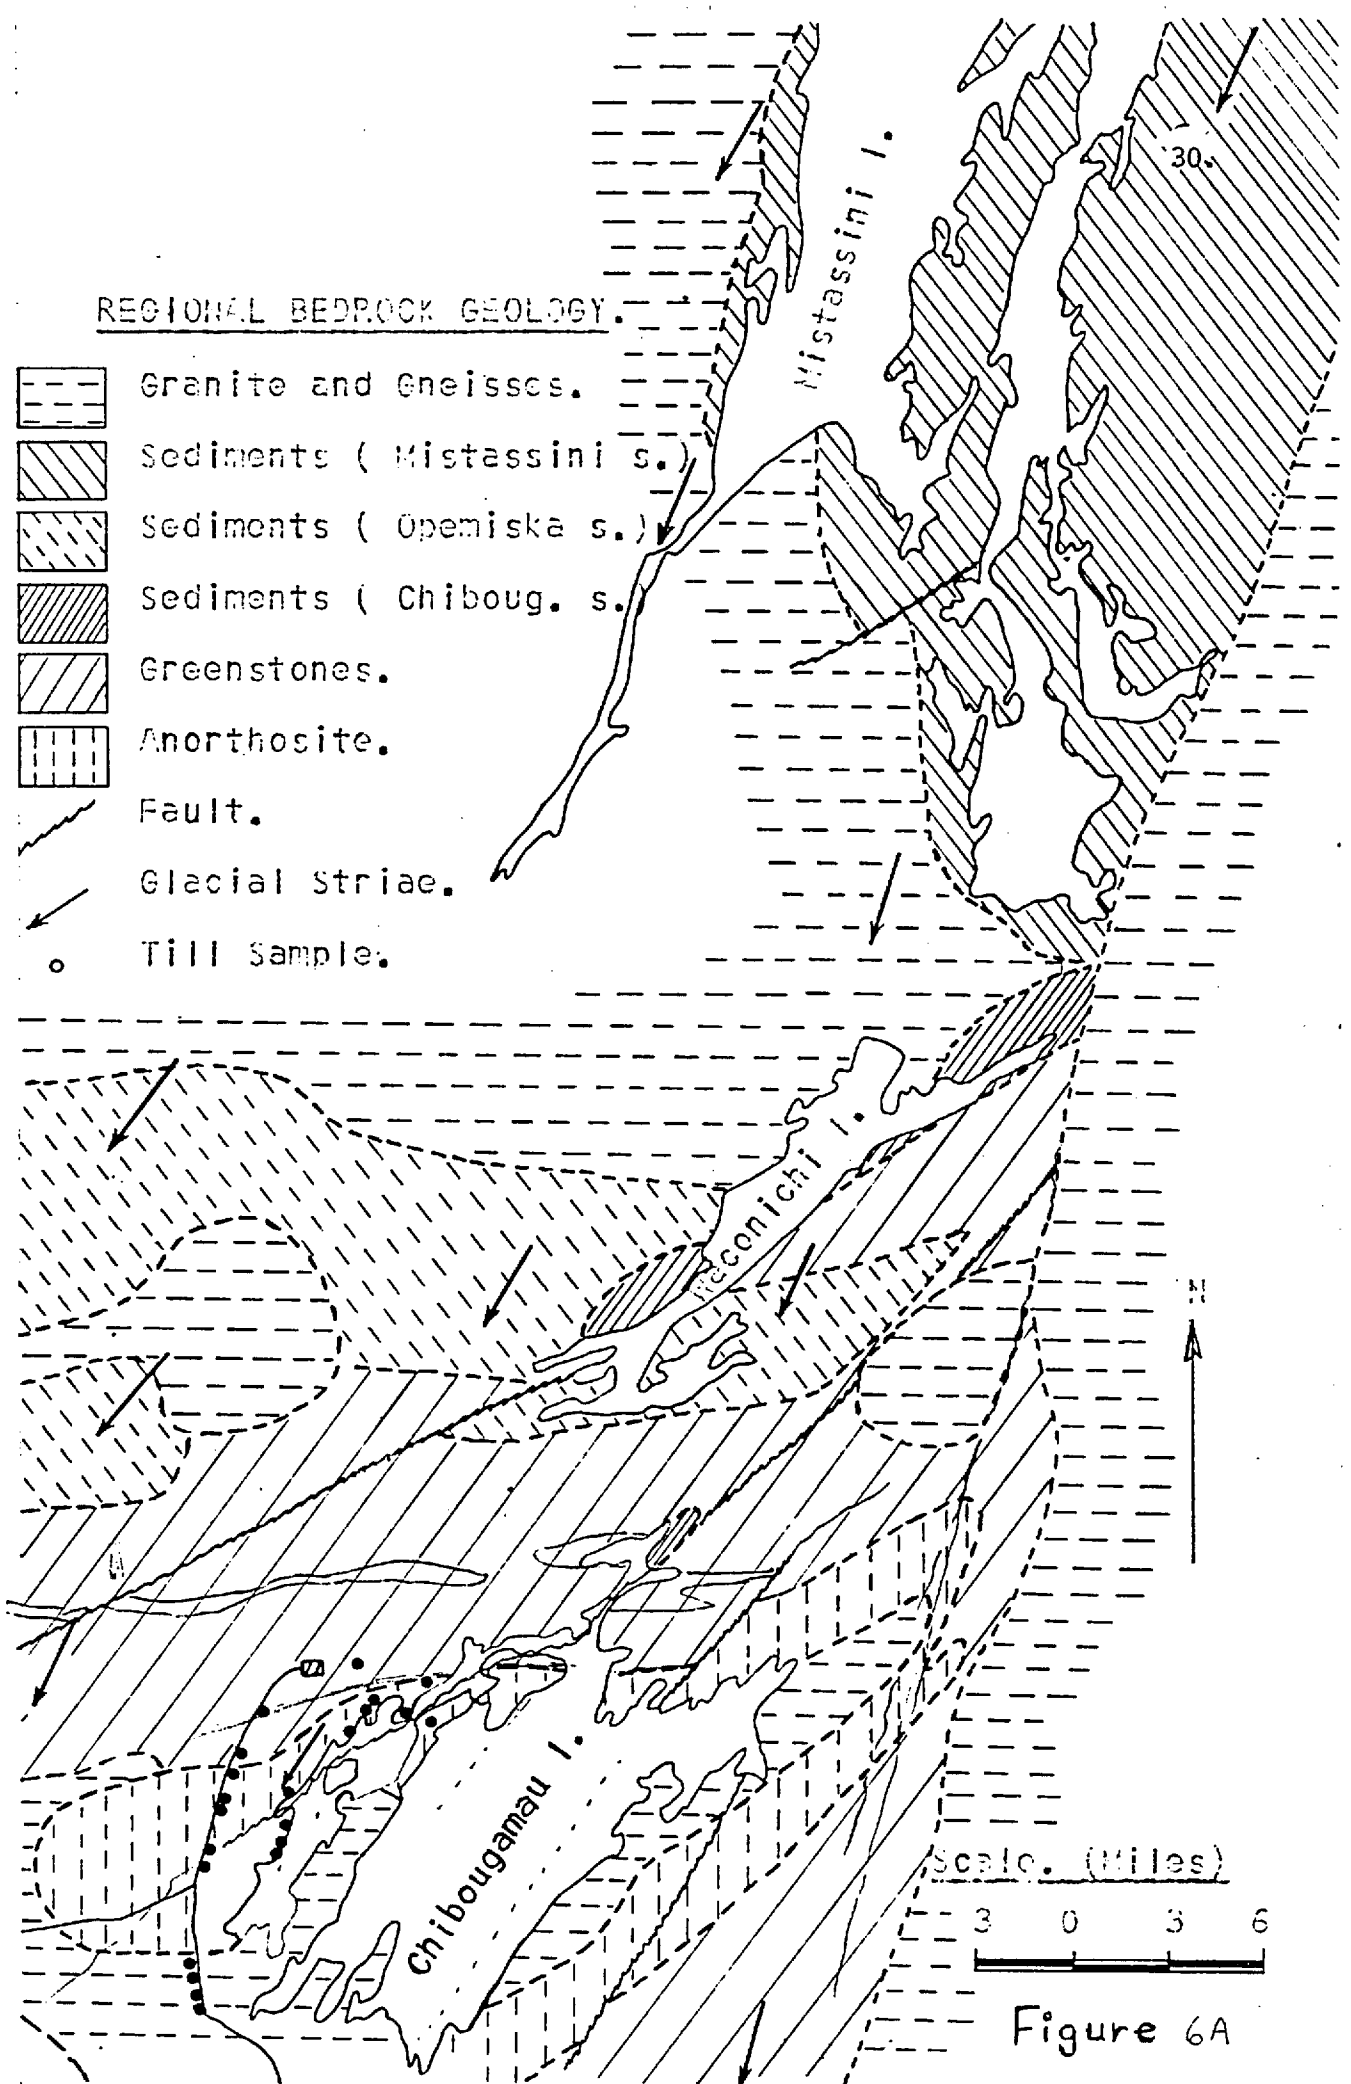 30.
Mistassini l.
REGIONAL BEDROCK GEOLOGY.
Granite and Gneisses.
Sediments ( Mistassini s.)
Sediments ( Opemiska s.)
Sediments ( Chiboug. s.)
Greenstones.
Anorthosite.
Fault.
Glacial Striae.
Till Sample.
Waconichi l.
N
Chibougamau l.
Scale. (Miles)
3 0 3 6
Figure 6A